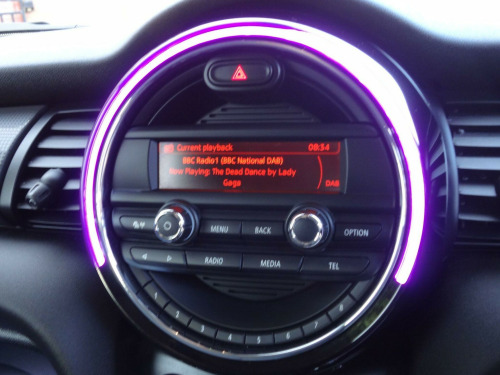 Current playback 08:34
BBC Radio1 (BBC National DAB)
Now Playing: The Dead Dance by Lady
Gaga
DAB
MENU BACK OPTION
RADIO MEDIA TEL
1 2 3 4 5 6 7 8